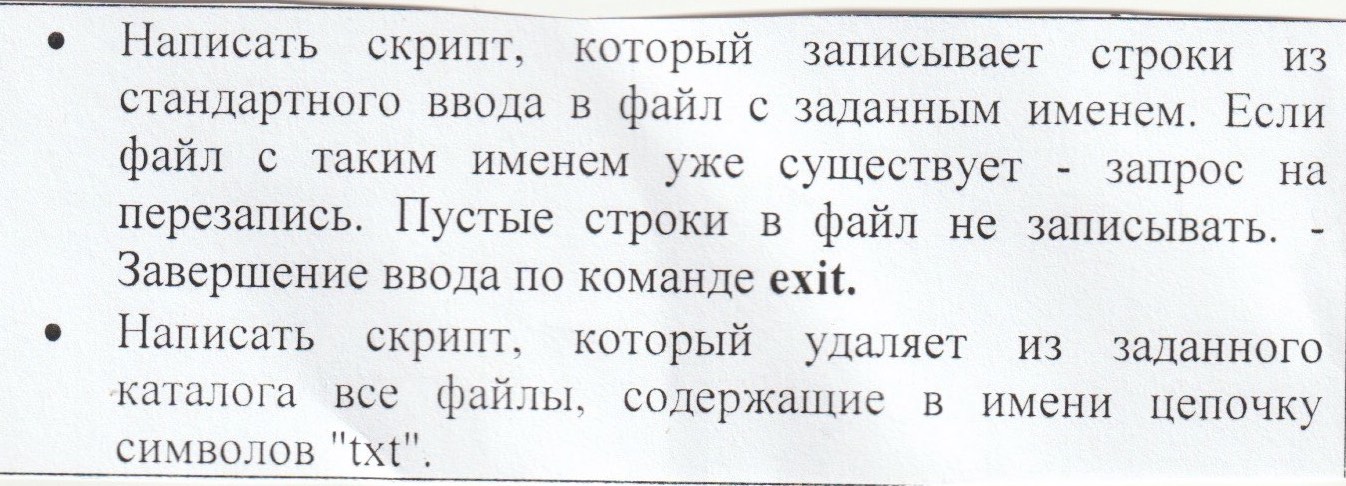 • Написать скрипт, который записывает строки из
стандартного ввода в файл с заданным именем. Если
файл с таким именем уже существует - запрос на
перезапись. Пустые строки в файл не записывать. -
Завершение ввода по команде exit.
• Написать скрипт, который удаляет из заданного
каталога все файлы, содержащие в имени цепочку
символов "txt".